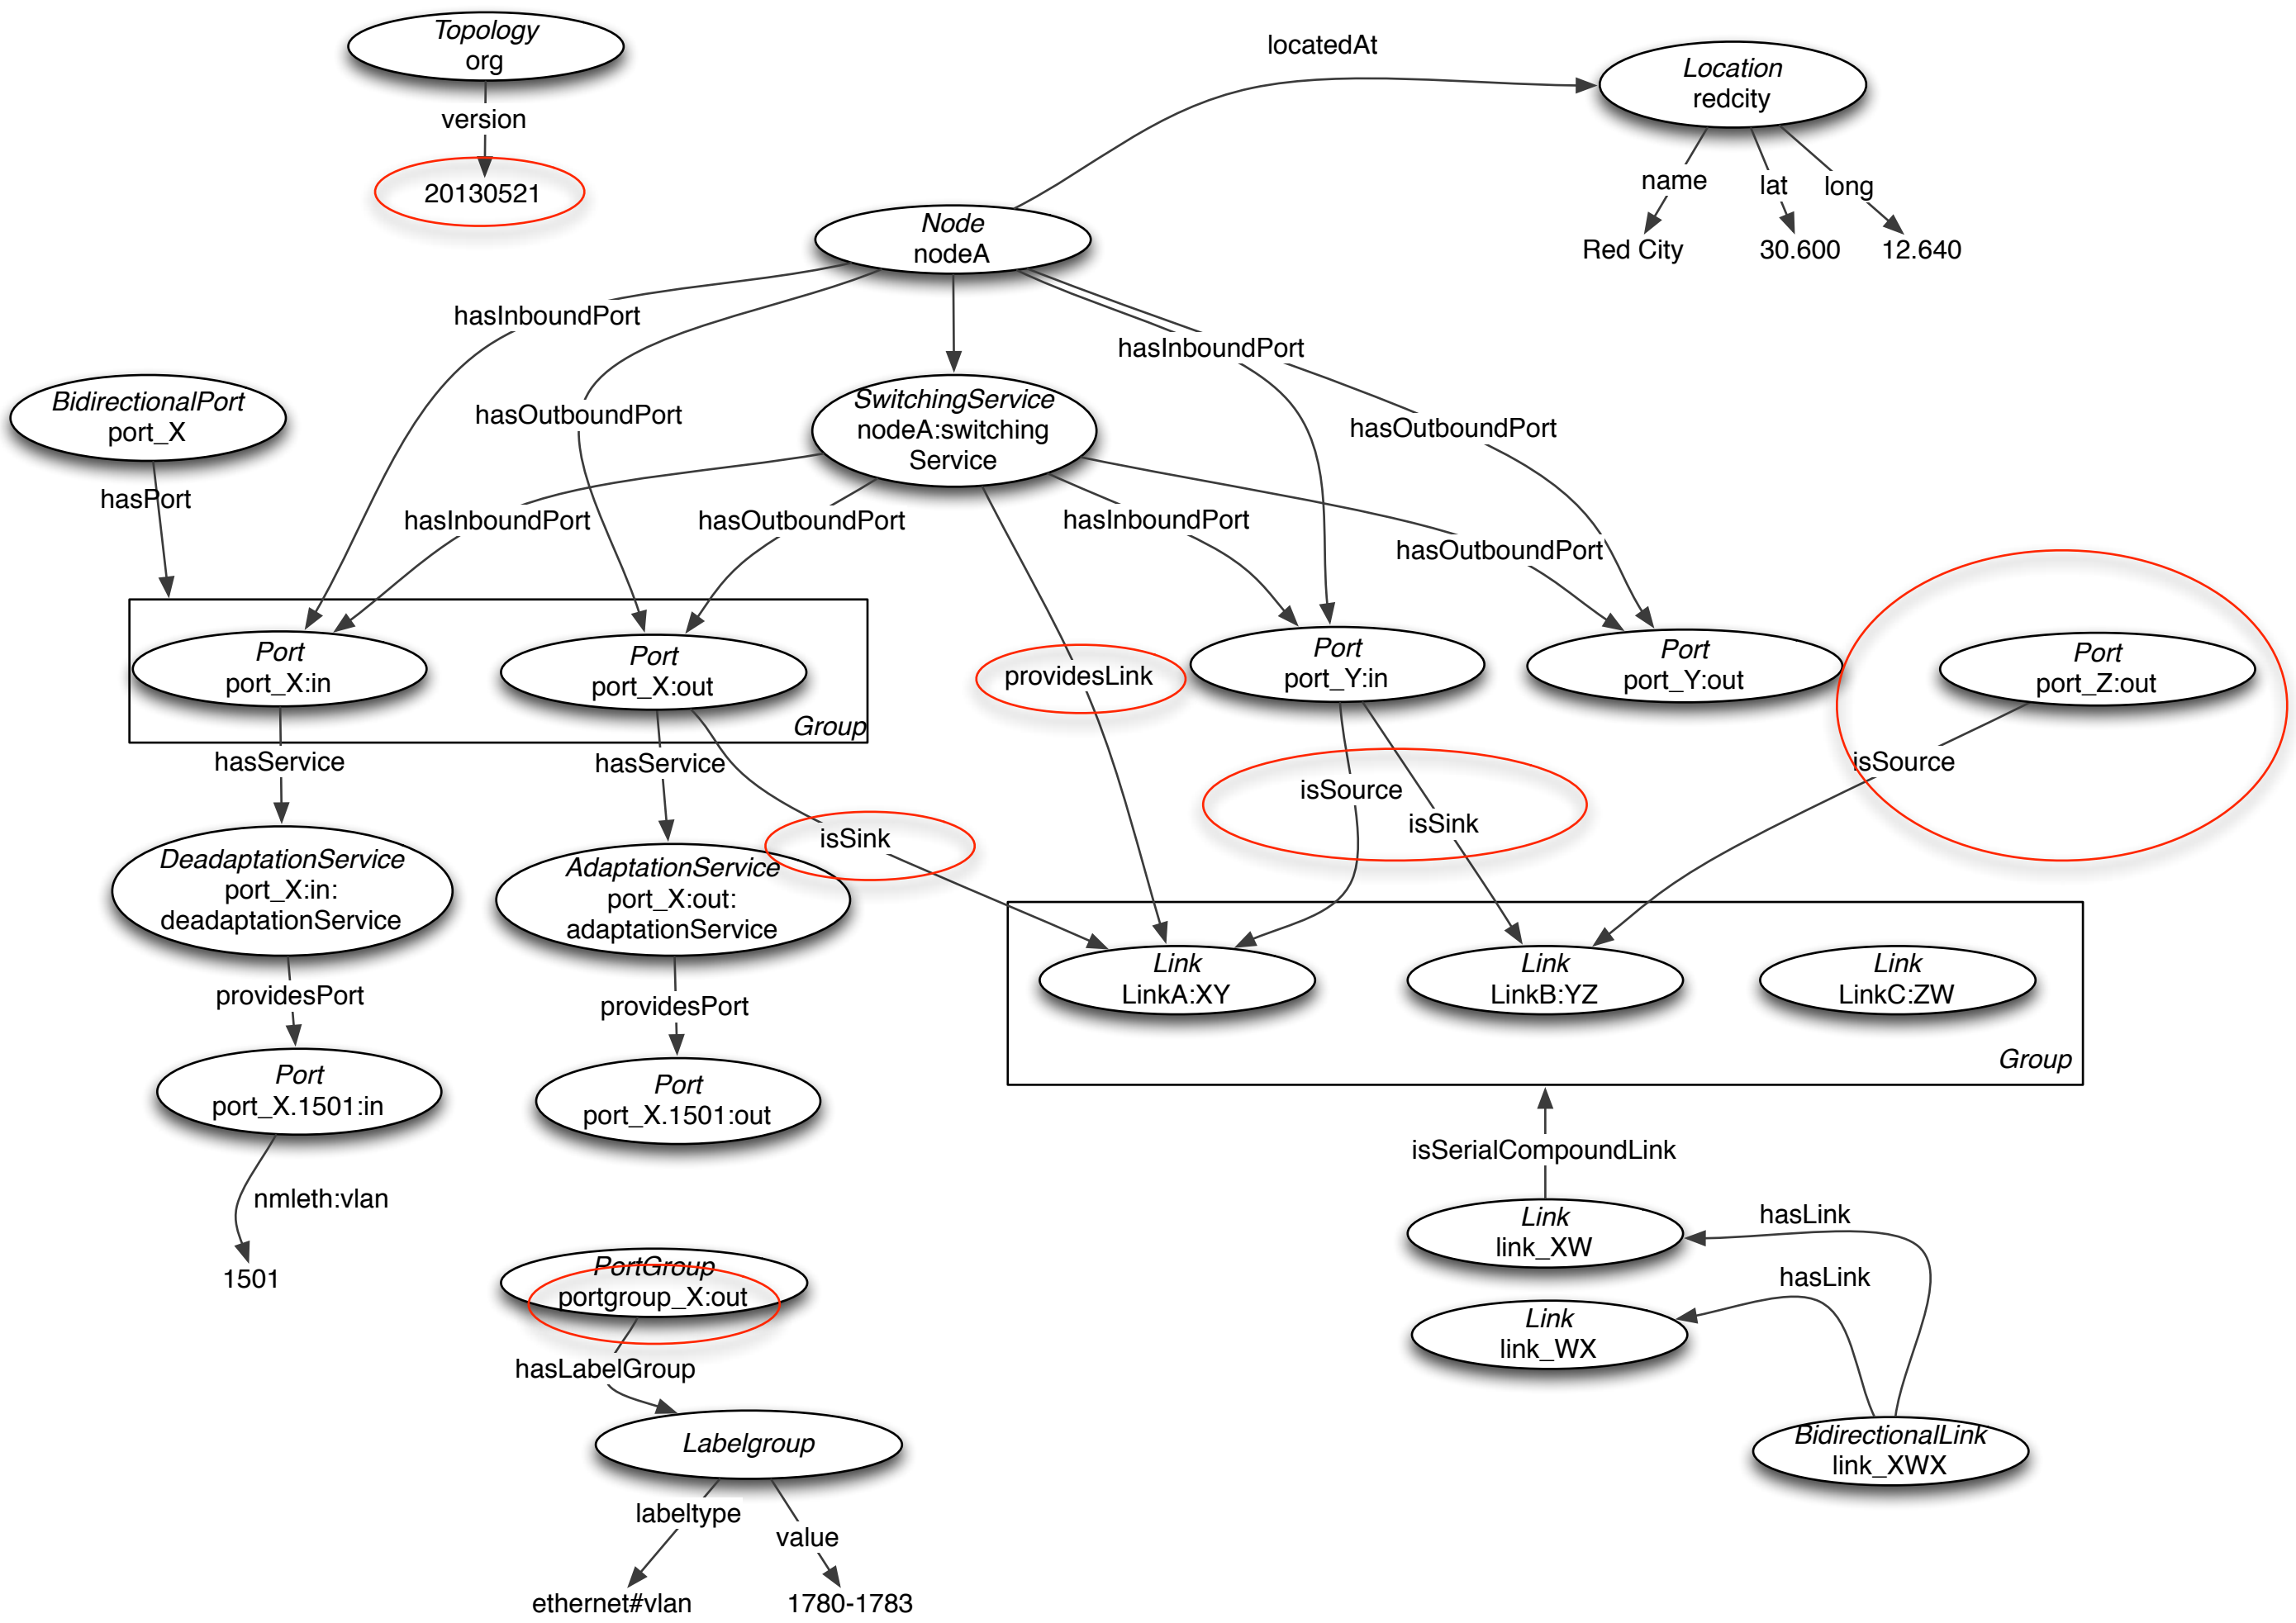 Topology
org
version
20130521
locatedAt
Location
redcity
name
lat
long
Red City
30.600
12.640
Node
nodeA
hasInboundPort
hasOutboundPort
hasInboundPort
hasOutboundPort
BidirectionalPort
port_X
hasPort
SwitchingService
nodeA:switching
Service
hasInboundPort
hasOutboundPort
hasInboundPort
hasOutboundPort
Port
port_X:in
Port
port_X:out
Group
providesLink
Port
port_Y:in
Port
port_Y:out
Port
port_Z:out
hasService
hasService
isSink
isSource
isSink
isSource
DeadaptationService
port_X:in:
deadaptationService
AdaptationService
port_X:out:
adaptationService
Link
LinkA:XY
Link
LinkB:YZ
Link
LinkC:ZW
Group
providesPort
providesPort
Port
port_X.1501:in
Port
port_X.1501:out
nmleth:vlan
1501
isSerialCompoundLink
Link
link_XW
hasLink
hasLink
Link
link_WX
BidirectionalLink
link_XWX
PortGroup
portgroup_X:out
hasLabelGroup
Labelgroup
labeltype
value
ethernet#vlan
1780-1783